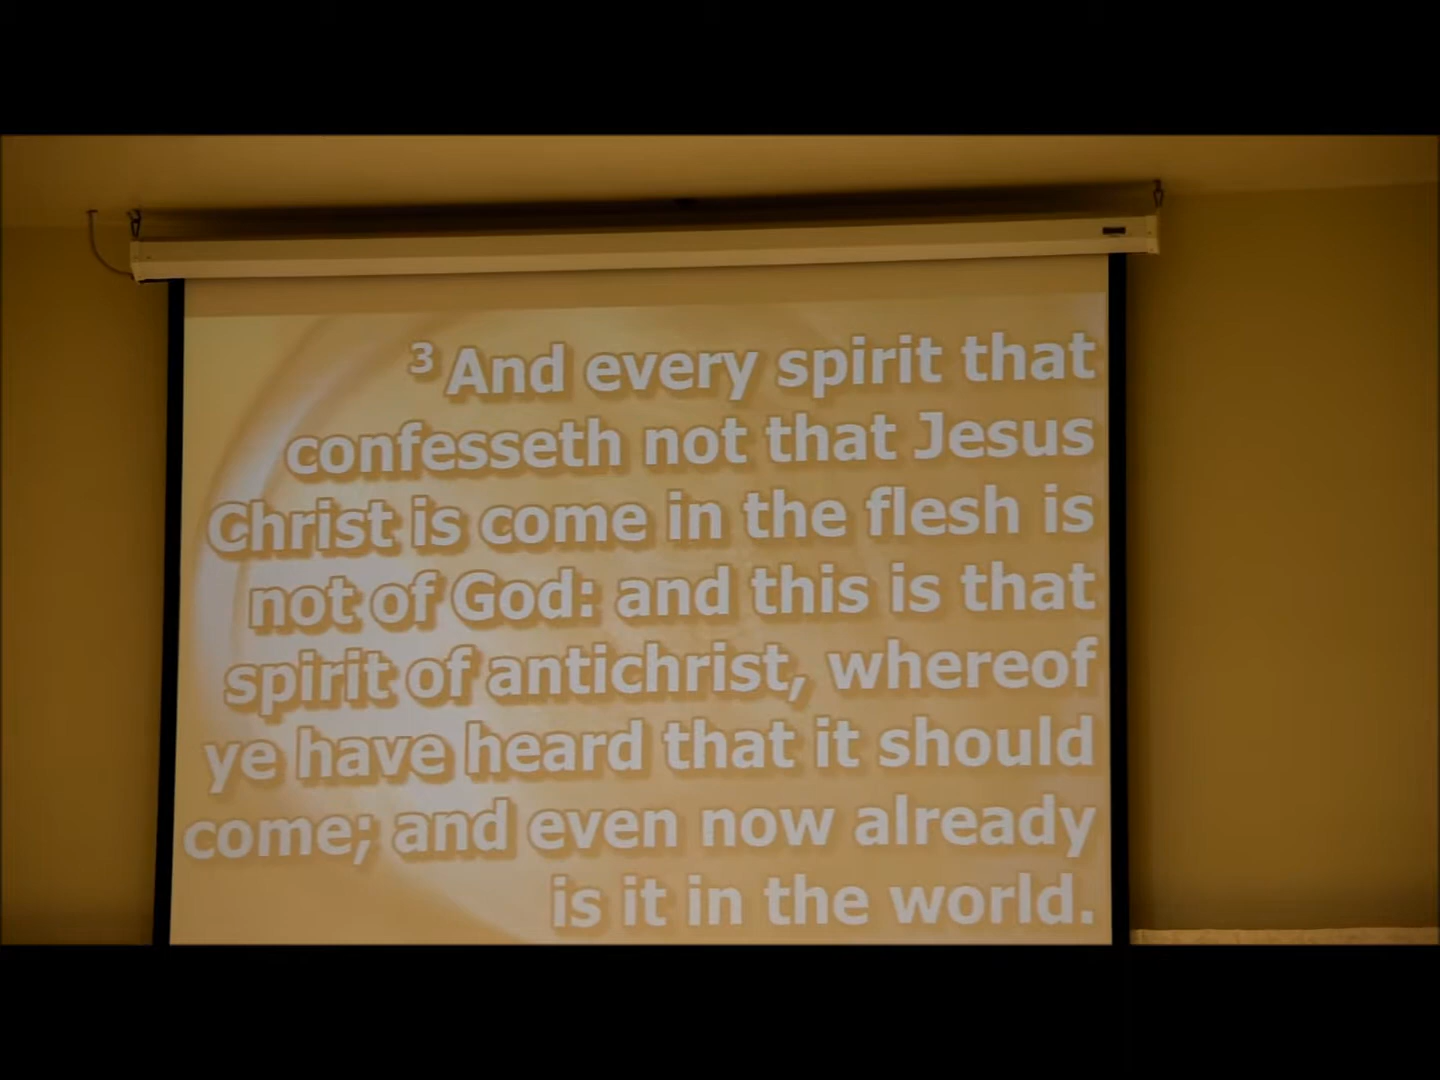 3 And every spirit that
confesseth not that Jesus
Christ is come in the flesh is
not of God: and this is that
spirit of antichrist, whereof
ye have heard that it should
come; and even now already
is it in the world.